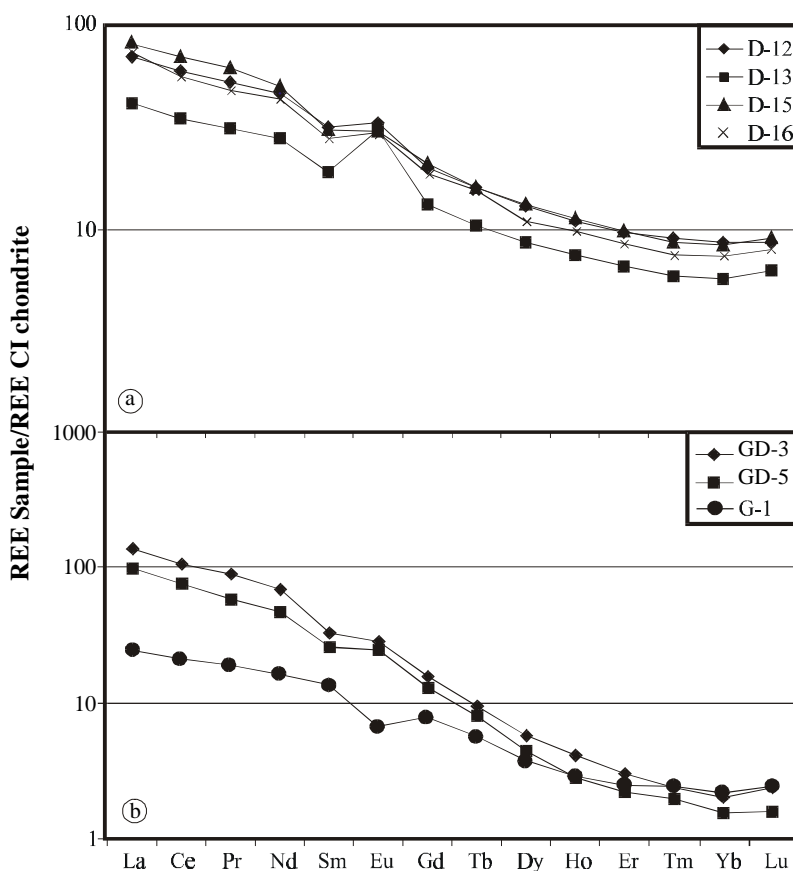 100
D-12
D-13
D-15
D-16
10
a
REE Sample/REE CI chondrite
1000
GD-3
GD-5
G-1
100
10
b
1
La Ce Pr Nd Sm Eu Gd Tb Dy Ho Er Tm Yb Lu